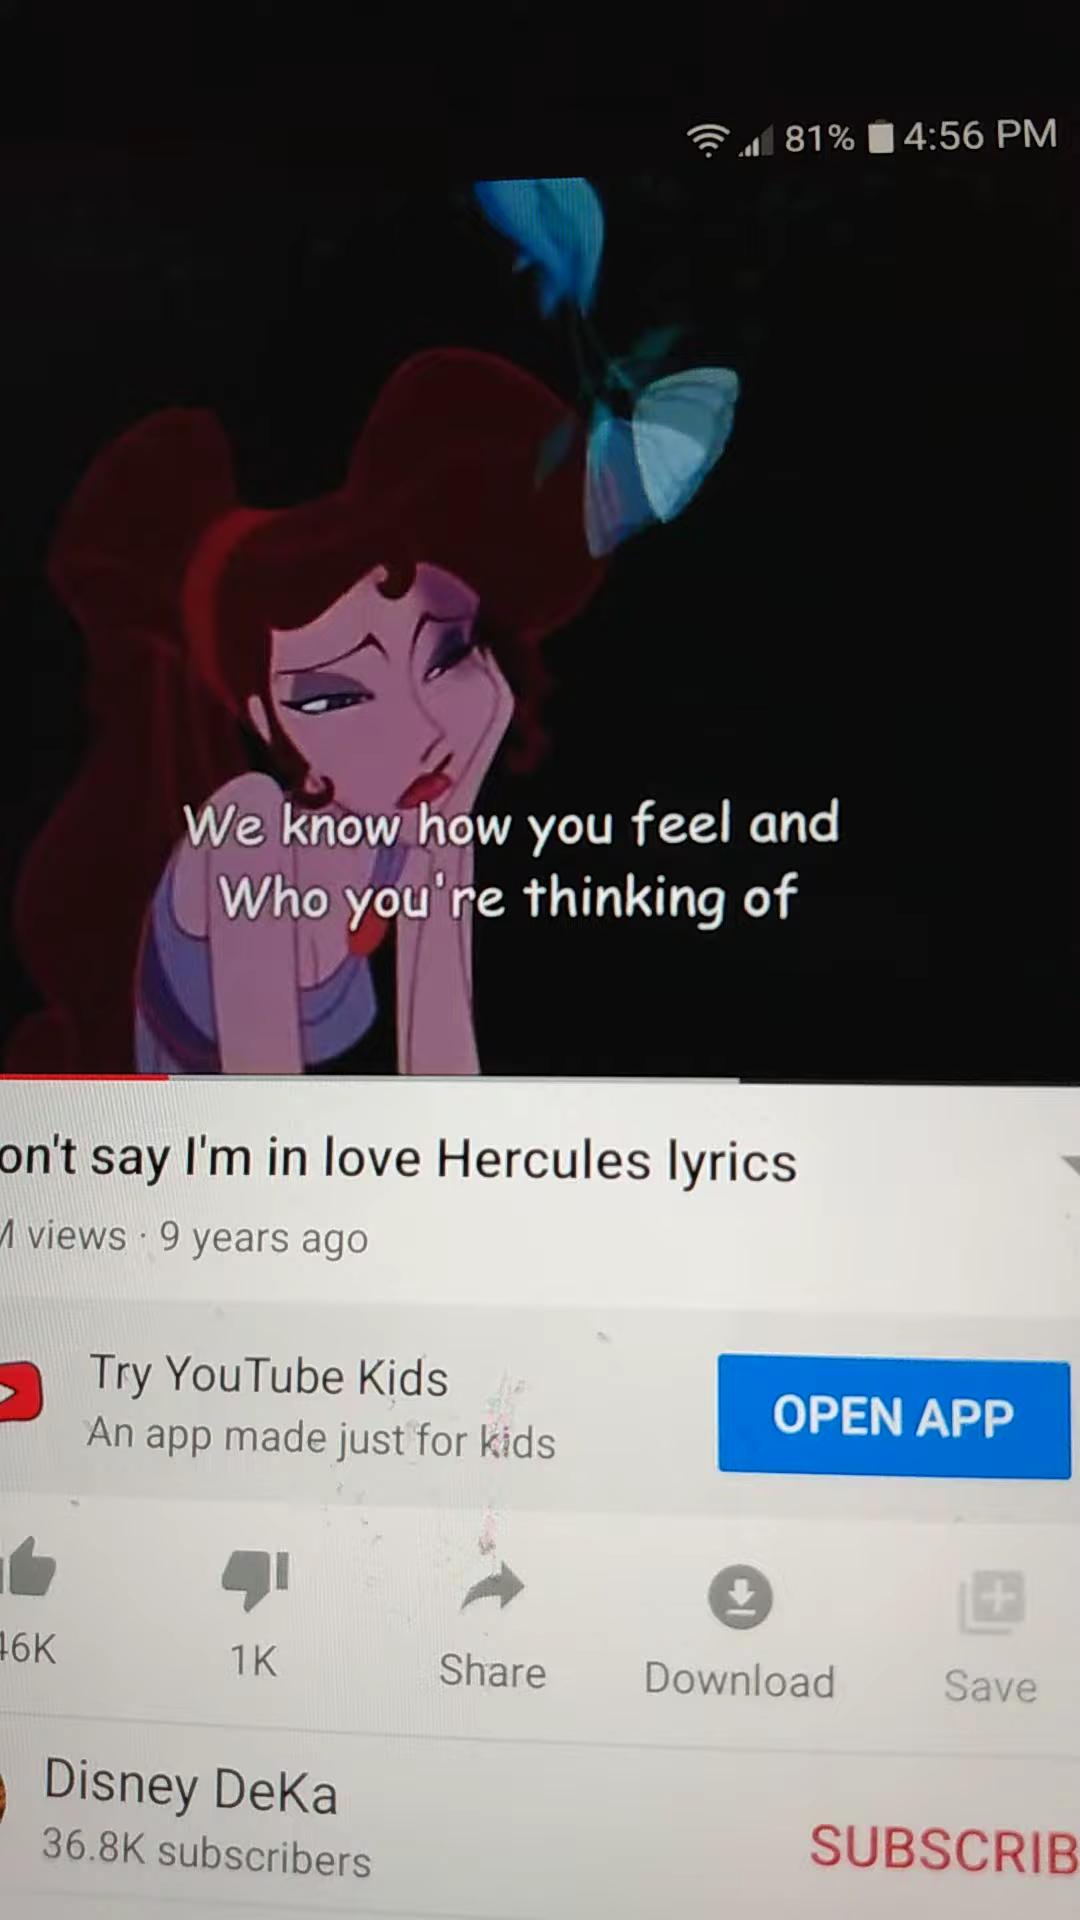 81% 4:56 PM
We know how you feel and
Who you're thinking of
on't say I'm in love Hercules lyrics
M views · 9 years ago
Try YouTube Kids
An app made just for kids
OPEN APP
46K
1K
Share
Download
Save
Disney DeKa
36.8K subscribers
SUBSCRIB